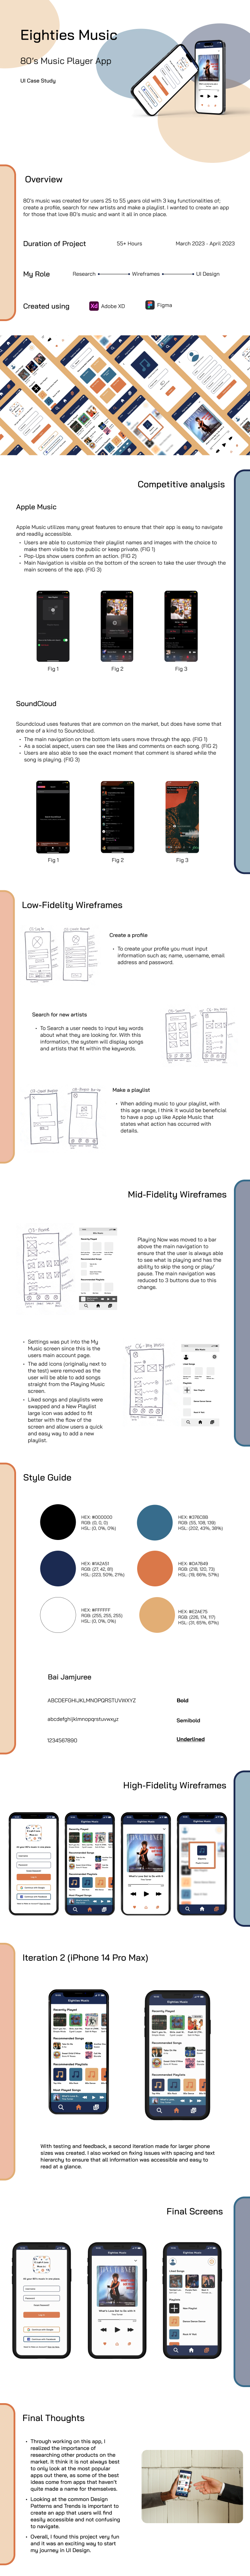 Eighties Music
80's Music Player App
UI Case Study
Overview
80's music was created for users 25 to 55 years old with 3 key functionalities of;
create a profile, search for new artists and make a playlist. I wanted to create an app
for those that love 80's music and want it all in once place.
Duration of Project
55+ Hours
March 2023 - April 2023
My Role
Research
Wireframes
UI Design
Created using
Adobe XD
Figma
Competitive analysis
Apple Music
Apple Music utilizes many great features to ensure that their app is easy to navigate
and readily accessible.
• Users are able to customize their playlist names and images with the choice to
make them visible to the public or keep private. (FIG 1)
• Pop-Ups show users confirm an action. (FIG 2)
• Main Navigation is visible on the bottom of the screen to take the user through the
main screens of the app. (FIG 3)
Fig 1
Fig 2
Fig 3
SoundCloud
Soundcloud uses features that are common on the market, but does have some that
are one of a kind to Soundcloud.
• The main navigation on the bottom lets users move through the app. (FIG 1)
• As a social aspect, users can see the likes and comments on each song. (FIG 2)
• Users are also able to see the exact moment that comment is shared while the
song is playing. (FIG 3)
Fig 1
Fig 2
Fig 3
Low-Fidelity Wireframes
Create a profile
• To create your profile you must input
information such as; name, username, email
address and password.
Search for new artists
• To Search a user needs to input key words
about what they are looking for. With this
information, the system will display songs
and artists that fit within the keywords.
Make a playlist
• When adding music to your playlist, with
this age range, I think it would be beneficial
to have a pop up like Apple Music that
states what action has occurred with
details.
Mid-Fidelity Wireframes
Playing Now was moved to a bar
above the main navigation to
ensure that the user is always able
to see what is playing and has the
ability to skip the song or play/
pause. The main navigation was
reduced to 3 buttons due to this
change.
• Settings was put into the My
Music screen since this is the
users main account page.
• The add icons (originally next to
the text) were removed as the
user will be able to add songs
straight from the Playing Music
screen.
• Liked songs and playlists were
swapped and a New Playlist
large icon was added to fit
better with the flow of the
screen and allow users a quick
and easy way to add a new
playlist.
Style Guide
HEX: #000000
RGB: (0, 0, 0)
HSL: (0, 0%, 0%)
HEX: #376C8B
RGB: (55, 108, 139)
HSL: (202, 43%, 38%)
HEX: #1A2A51
RGB: (27, 42, 81)
HSL: (223, 50%, 21%)
HEX: #DA7849
RGB: (218, 120, 73)
HSL: (19, 66%, 57%)
HEX: #FFFFFF
RGB: (255, 255, 255)
HSL: (0, 0%, 0%)
HEX: #E2AE75
RGB: (226, 174, 117)
HSL: (31, 65%, 67%)
Bai Jamjuree
ABCDEFGHIJKLMNOPQRSTUVWXYZ
Bold
abcdefghijklmnopqrstuvwxyz
Semibold
1234567890
Underlined
High-Fidelity Wireframes
Iteration 2 (iPhone 14 Pro Max)
Eighties Music
Recently Played
Recommended Songs
Recommended Playlists
Most Played Songs
Eighties Music
Recently Played
Recommended Songs
Recommended Playlists
With testing and feedback, a second iteration made for larger phone
sizes was created. I also worked on fixing issues with spacing and text
hierarchy to ensure that all information was accessible and easy to
read at a glance.
Final Screens
Eighties Music
TINA TURNER
Eighties Music
Liked Songs
Playlists
New Playlist
Final Thoughts
• Through working on this app, I
realized the importance of
researching other products on the
market. It think it is not always best
to only look at the most popular
apps out there, as some of the best
ideas come from apps that haven't
quite made a name for themselves.
• Looking at the common Design
Patterns and Trends is important to
create an app that users will find
easily accessible and not confusing
to navigate.
• Overall, I found this project very fun
and it was an exciting way to start
my journey in UI Design.